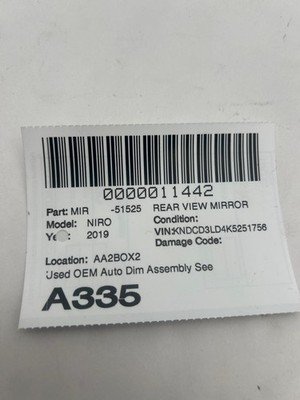 0000011442
Part: MIR -51525 REAR VIEW MIRROR
Model: NIRO Condition:
2019 VIN:KNDCD3LD4K5251756
Damage Code:
Location: AA2BOX2
Used OEM Auto Dim Assembly See
A335